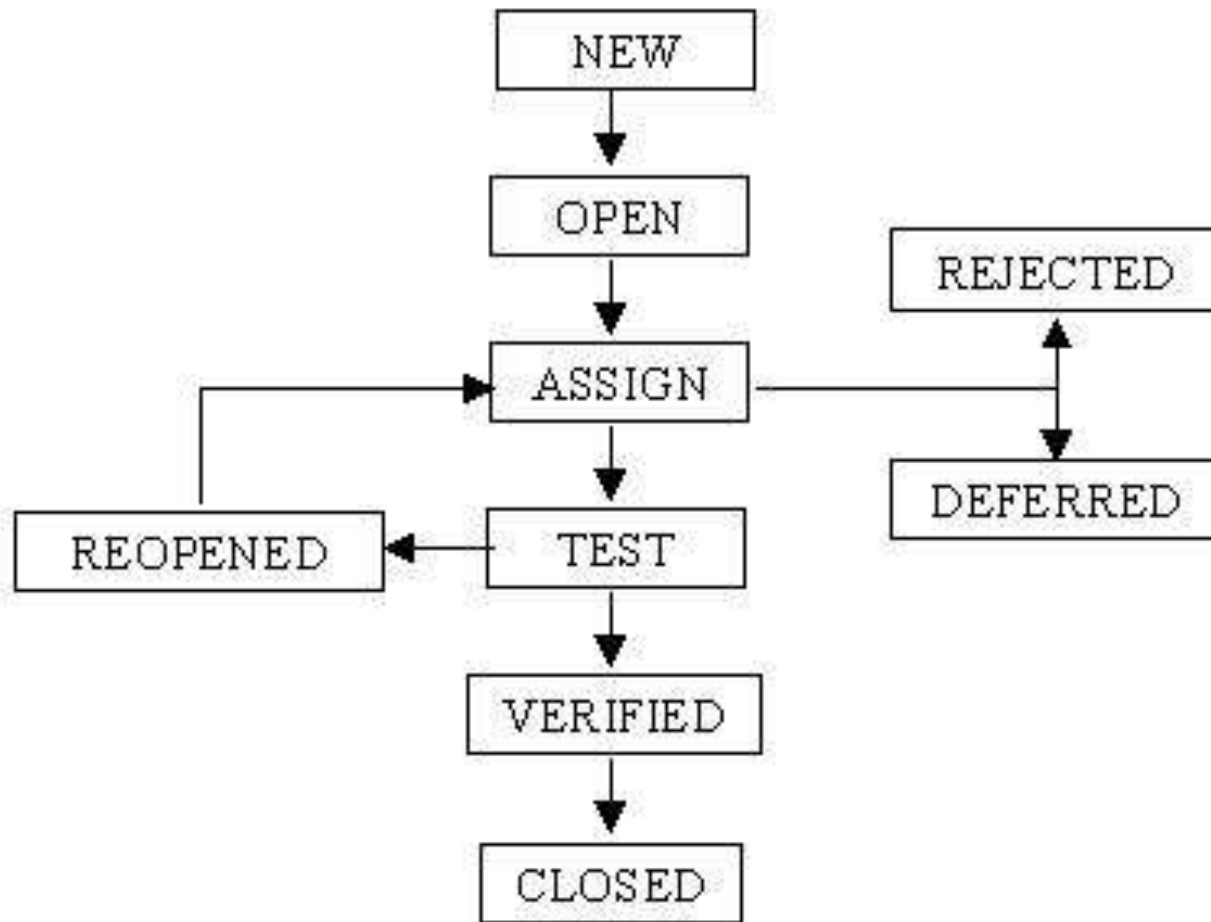 NEW
OPEN
REJECTED
ASSIGN
DEFERRED
REOPENED
TEST
VERIFIED
CLOSED